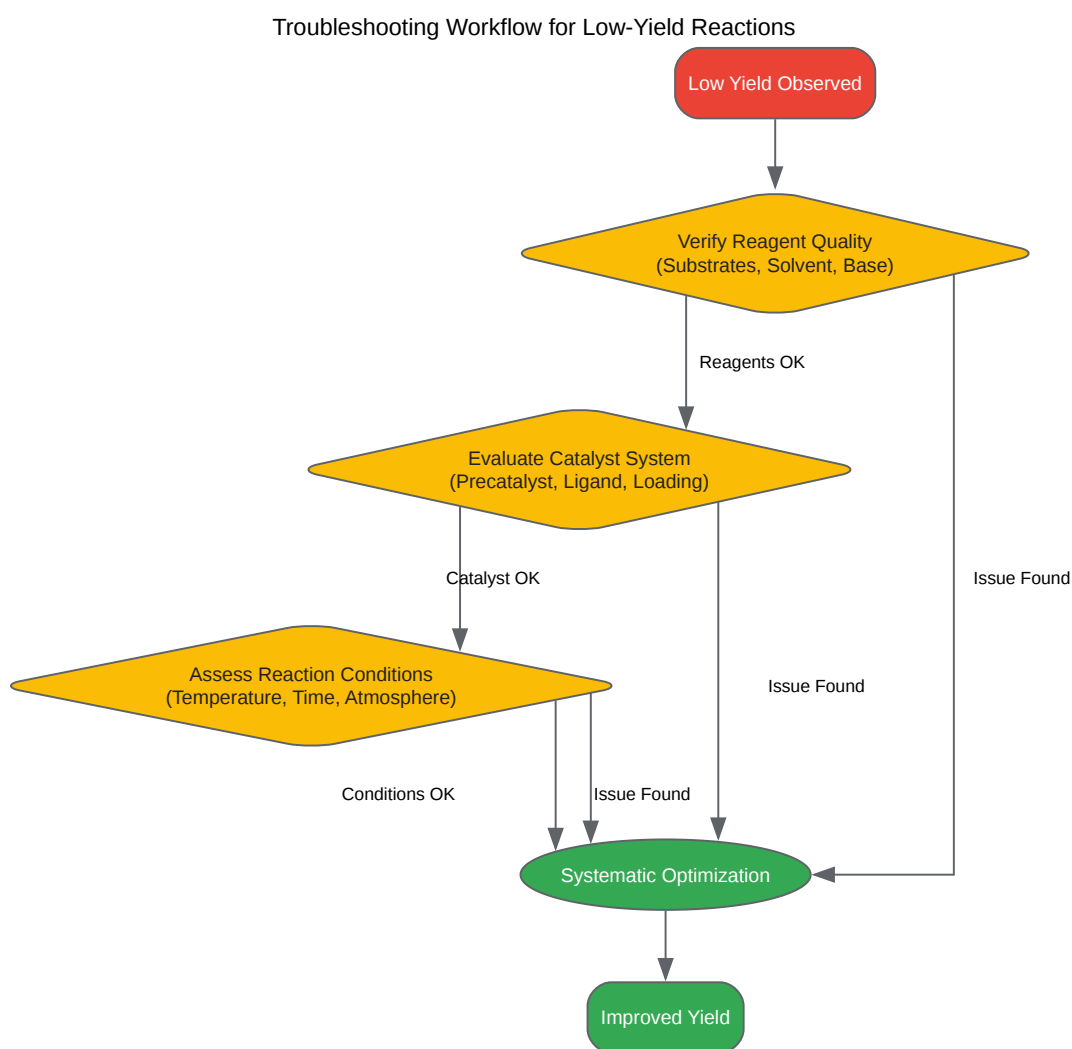 Troubleshooting Workflow for Low-Yield Reactions
Low Yield Observed
Verify Reagent Quality
(Substrates, Solvent, Base)
Reagents OK
Evaluate Catalyst System
(Precatalyst, Ligand, Loading)
Catalyst OK
Issue Found
Assess Reaction Conditions
(Temperature, Time, Atmosphere)
Issue Found
Conditions OK
Issue Found
Systematic Optimization
Improved Yield